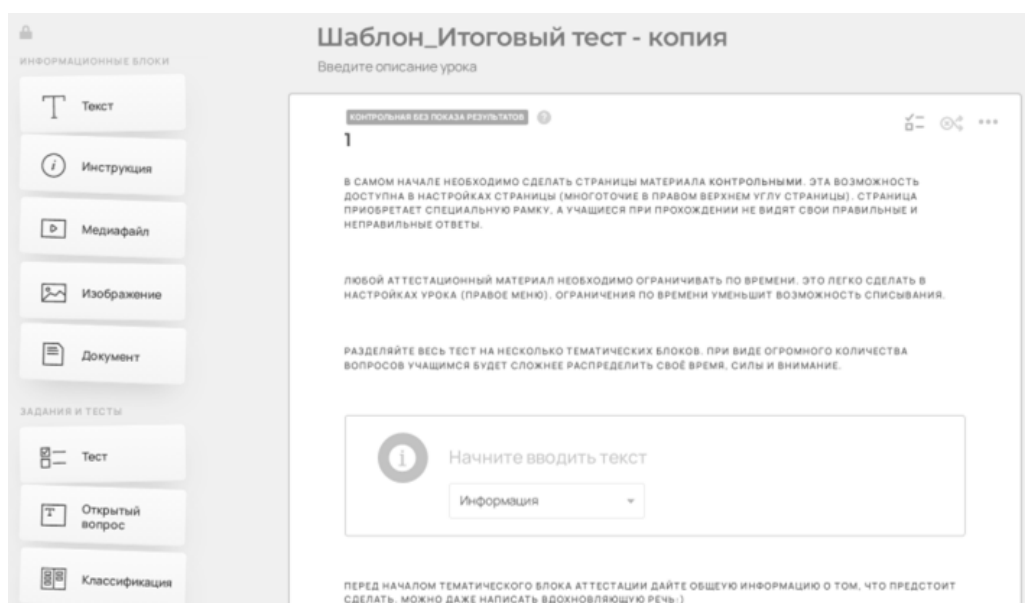 Шаблон_Итоговый тест - копия
Введите описание урока
ИНФОРМАЦИОННЫЕ БЛОКИ
Текст
Инструкция
Медиафайл
Изображение
Документ
ЗАДАНИЯ И ТЕСТЫ
Тест
Открытый
вопрос
Классификация
КОНТРОЛЬНАЯ БЕЗ ПОКАЗА РЕЗУЛЬТАТОВ ?
1
В САМОМ НАЧАЛЕ НЕОБХОДИМО СДЕЛАТЬ СТРАНИЦЫ МАТЕРИАЛА КОНТРОЛЬНЫМИ. ЭТА ВОЗМОЖНОСТЬ
ДОСТУПНА В НАСТРОЙКАХ СТРАНИЦЫ (МНОГОТОЧИЕ В ПРАВОМ ВЕРХНЕМ УГЛУ СТРАНИЦЫ). СТРАНИЦА
ПРИОБРЕТАЕТ СПЕЦИАЛЬНУЮ РАМКУ, А УЧАЩИЕСЯ ПРИ ПРОХОЖДЕНИИ НЕ ВИДЯТ СВОИ ПРАВИЛЬНЫЕ И
НЕПРАВИЛЬНЫЕ ОТВЕТЫ.
ЛЮБОЙ АТТЕСТАЦИОННЫЙ МАТЕРИАЛ НЕОБХОДИМО ОГРАНИЧИВАТЬ ПО ВРЕМЕНИ. ЭТО ЛЕГКО СДЕЛАТЬ В
НАСТРОЙКАХ УРОКА (ПРАВОЕ МЕНЮ). ОГРАНИЧЕНИЯ ПО ВРЕМЕНИ УМЕНЬШИТ ВОЗМОЖНОСТЬ СПИСЫВАНИЯ.
РАЗДЕЛЯЙТЕ ВЕСЬ ТЕСТ НА НЕСКОЛЬКО ТЕМАТИЧЕСКИХ БЛОКОВ. ПРИ ВИДЕ ОГРОМНОГО КОЛИЧЕСТВА
ВОПРОСОВ УЧАЩИМСЯ БУДЕТ СЛОЖНЕЕ РАСПРЕДЕЛИТЬ СВОЁ ВРЕМЯ, СИЛЫ И ВНИМАНИЕ.
Начните вводить текст
Информация
ПЕРЕД НАЧАЛОМ ТЕМАТИЧЕСКОГО БЛОКА АТТЕСТАЦИИ ДАЙТЕ ОБЩЕУЮ ИНФОРМАЦИЮ О ТОМ, ЧТО ПРЕДСТОИТ
СДЕЛАТЬ. МОЖНО ДАЖЕ НАПИСАТЬ ВДОХНОВЛЯЮЩУЮ РЕЧЬ:)